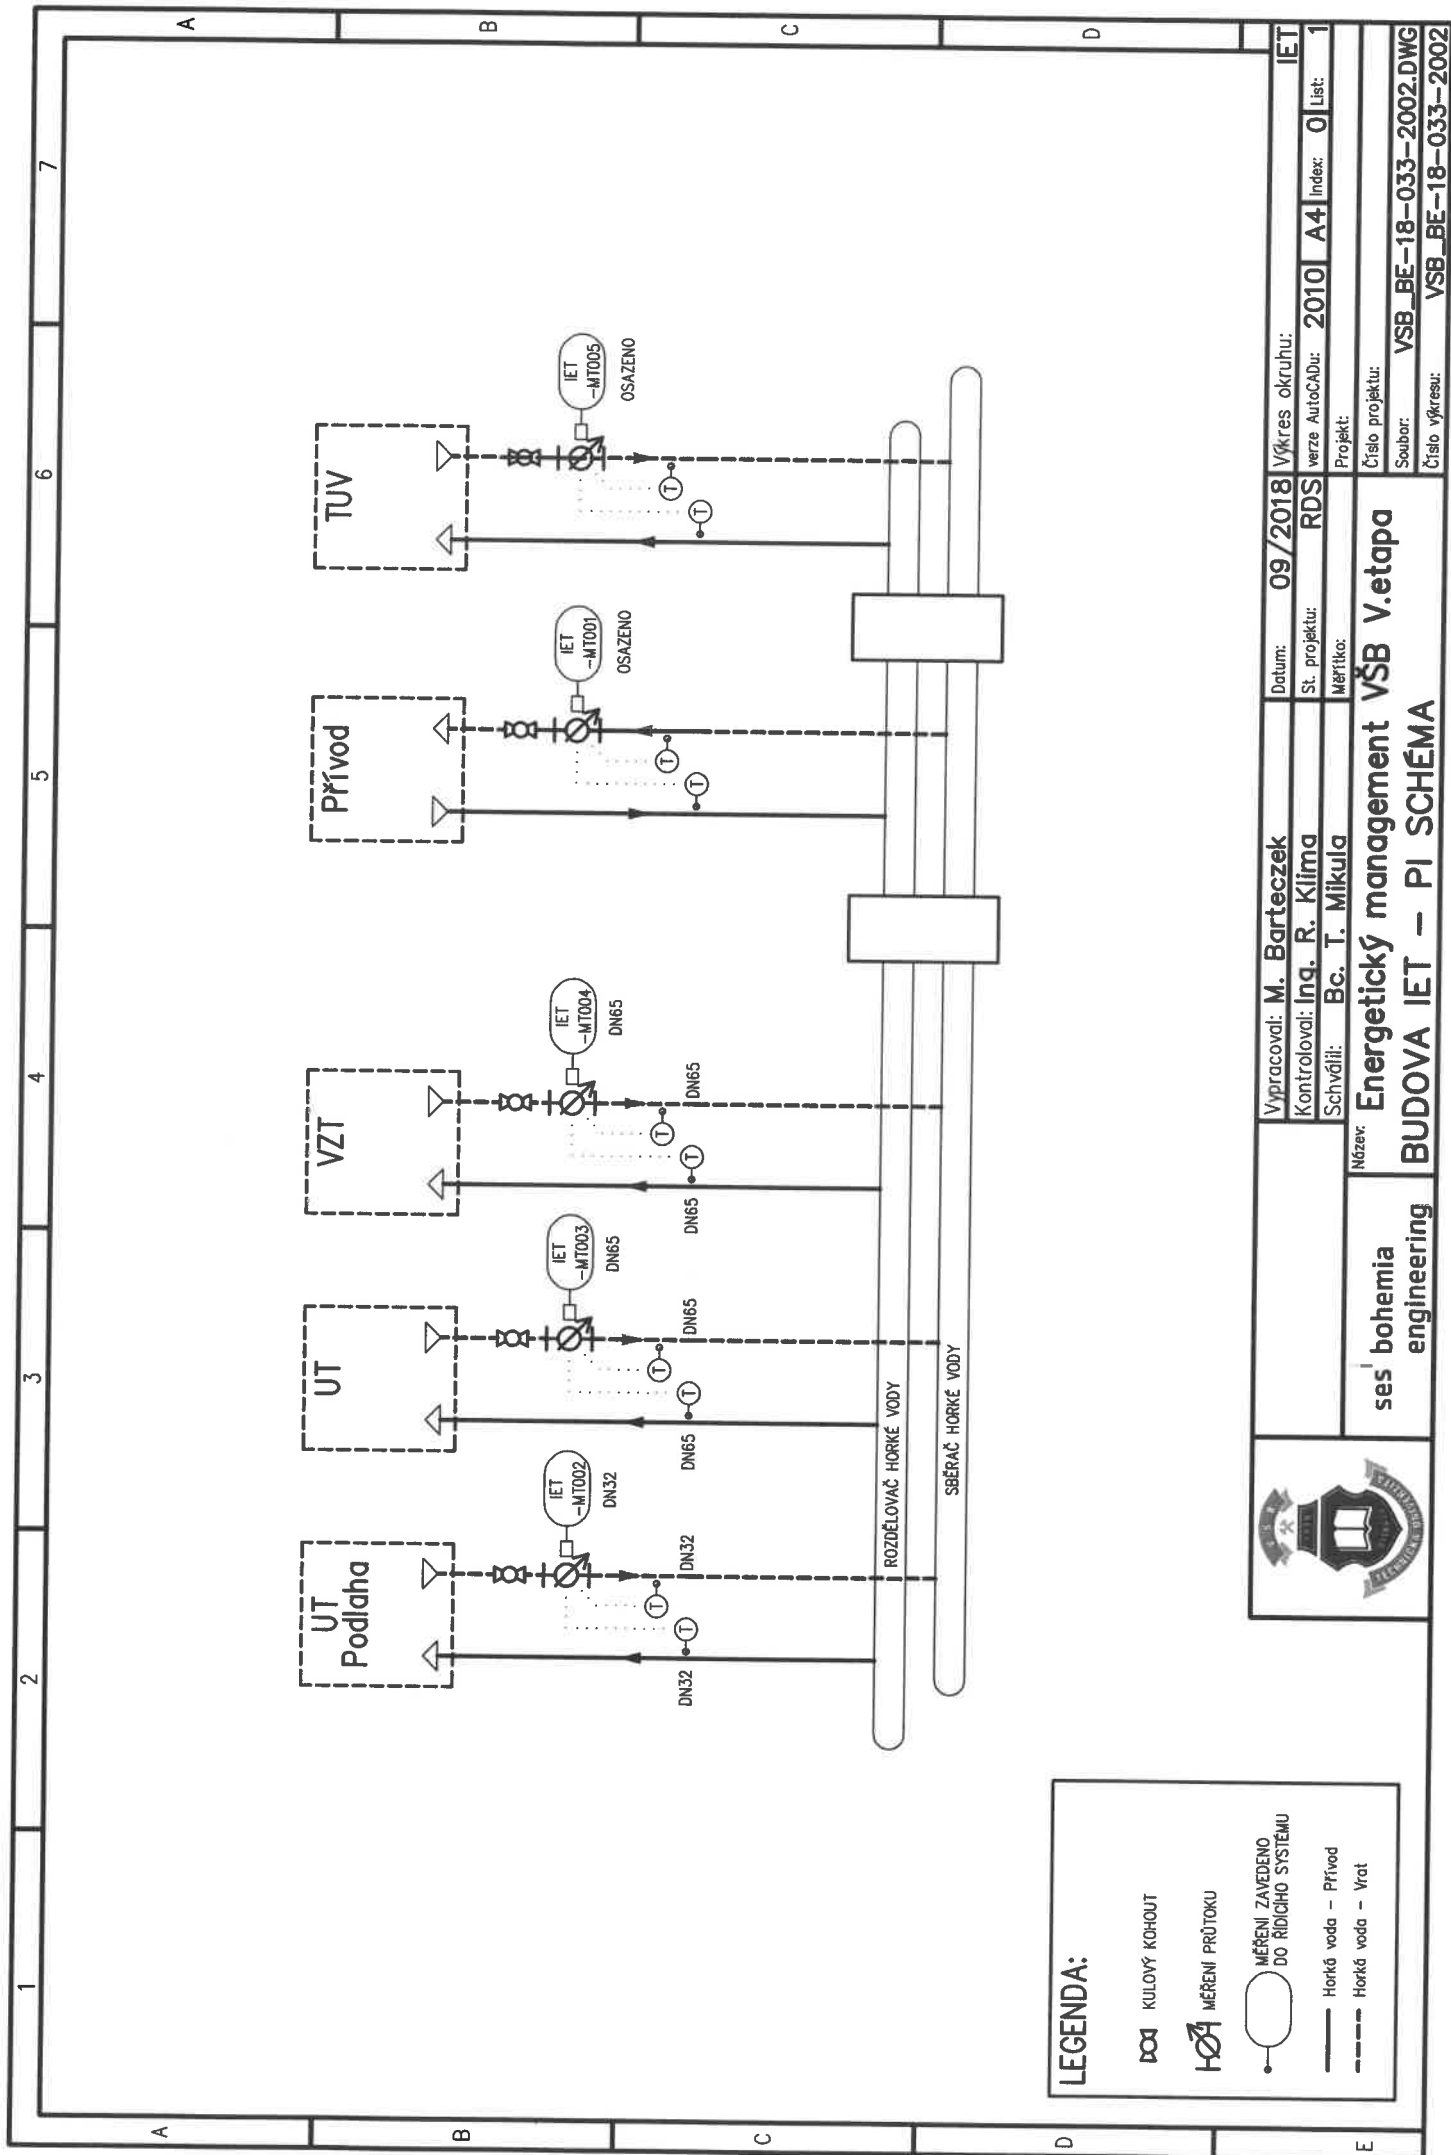 1
2
3
4
5
6
7
A
B
C
D
E
A
B
C
D
UT
Podlaha
IET
-MT002
DN32
DN32
DN32
UT
IET
-MT003
DN65
DN65
DN65
VZT
IET
-MT004
DN65
DN65
DN65
Přívod
IET
-MT001
OSAZENO
TUV
IET
-MT005
OSAZENO
T
T
T
T
T
T
T
T
T
T
ROZDĚLOVAČ HORKÉ VODY
SBĚRAČ HORKÉ VODY
LEGENDA:
KULOVÝ KOHOUT
MĚŘENÍ PRŮTOKU
MĚŘENÍ ZAVEDENO
DO ŘÍDÍCÍHO SYSTÉMU
Horká voda - Přívod
Horká voda - Vrat
ses bohemia
engineering
Vypracoval: M. Barteczek
Kontroloval: Ing. R. Klima
Schválil: Bc. T. Mikula
Datum: 09/2018
St. projektu: RDS
Měřítko:
Výkres okruhu: IET
verze AutoCADu: 2010 A4 Index: 0 List: 1
Projekt:
Název: Energetický management VŠB V.etapa
BUDOVA IET - PI SCHÉMA
Číslo projektu:
Soubor: VSB_BE-18-033-2002.DWG
Číslo výkresu: VSB_BE-18-033-2002